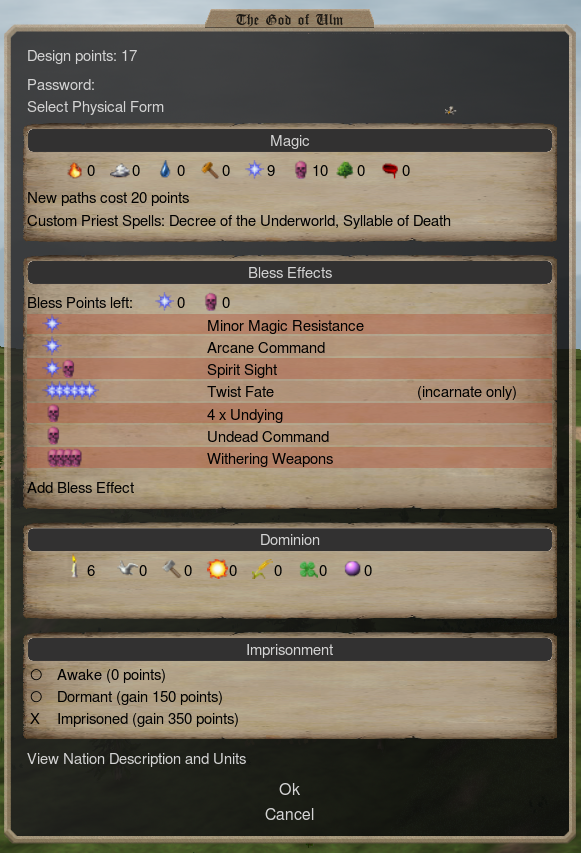 The God of Ulm
Design points: 17
Password:
Select Physical Form
Magic
0 0 0 0 9 10 0 0
New paths cost 20 points
Custom Priest Spells: Decree of the Underworld, Syllable of Death
Bless Effects
Bless Points left: 0 0
Minor Magic Resistance
Arcane Command
Spirit Sight
Twist Fate (incarnate only)
4 x Undying
Undead Command
Withering Weapons
Add Bless Effect
Dominion
6 0 0 0 0 0 0
Imprisonment
Awake (0 points)
Dormant (gain 150 points)
X Imprisoned (gain 350 points)
View Nation Description and Units
Ok
Cancel